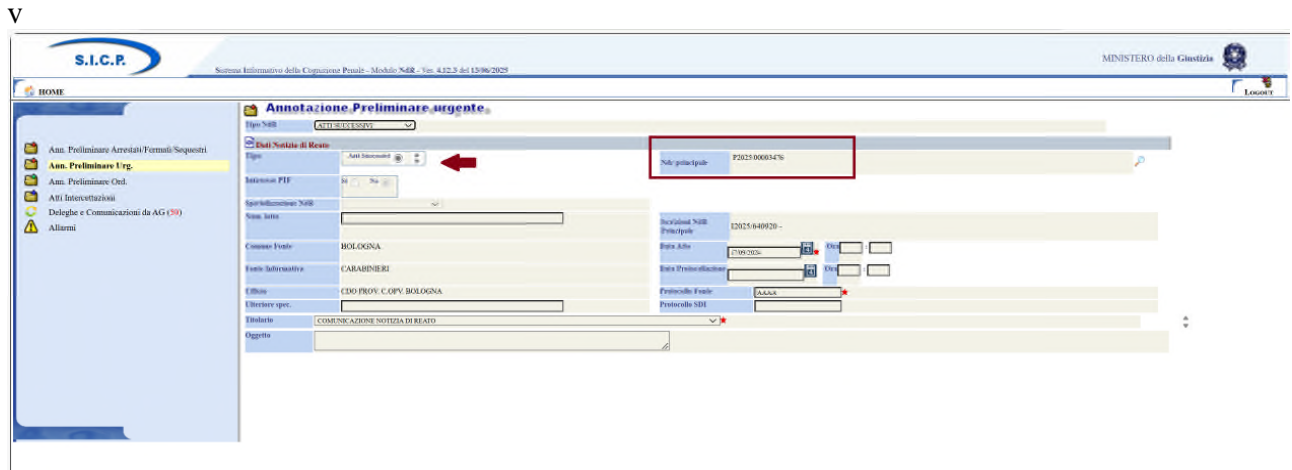 v
S.I.C.P.
Sistema Informativo della Cognizione Penale - Modulo NdR - Ver. 4.12.3 del 13/06/2025
MINISTERO della Giustizia
HOME
LOGOUT
Annotazione Preliminare urgente
Tipo NdR ATTI SUCCESSIVI
Dati Notizia di Reato
Ann. Preliminare Arrestati/Fermati/Sequestri
Ann. Preliminare Urg.
Ann. Preliminare Ord.
Atti Intercettazioni
Deleghe e Comunicazioni da AG (50)
Allarmi
Tipo Atti Successivi
Ndr principale P2025/00003476
Interesse PIF Si No
Specializzazione NdR
Num. lotto
Iscrizioni NdR Principale I2025/640920 -
Comune Fonte BOLOGNA
Data Atto Ora :
Fonte Informativa CARABINIERI
Data Protocollazione Ora :
Ufficio CDO PROV. C.OPV. BOLOGNA
Protocollo Fonte AAAA
Ulteriore spec.
Protocollo SDI
Titolario COMUNICAZIONE NOTIZIA DI REATO
Oggetto